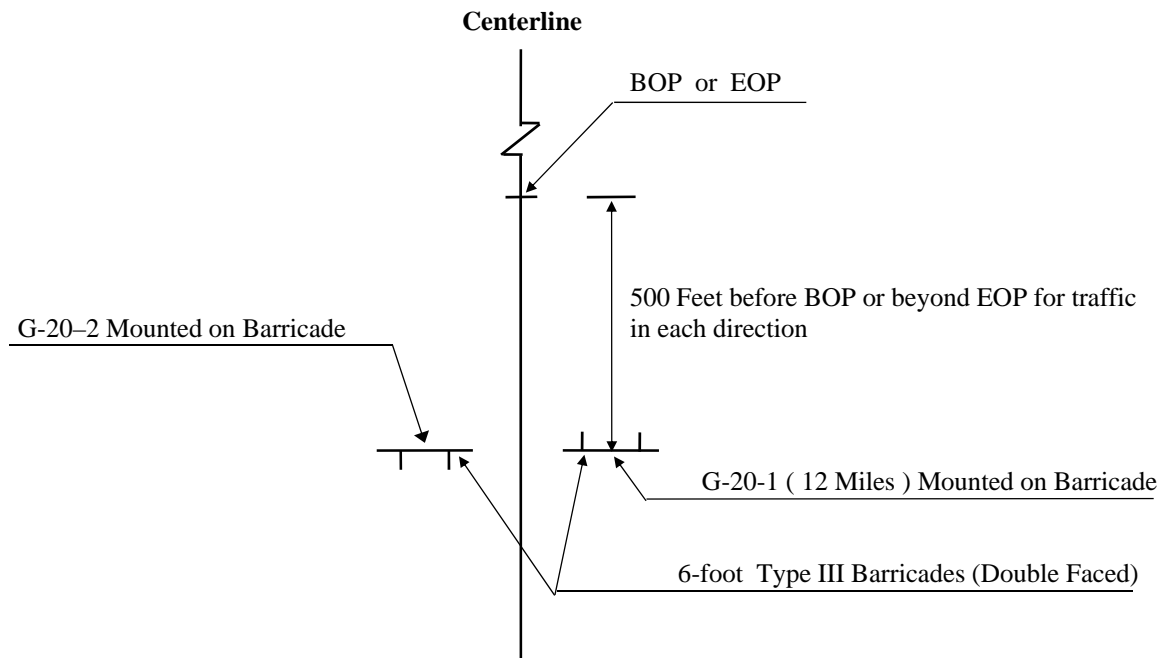 Centerline
BOP or EOP
500 Feet before BOP or beyond EOP for traffic
in each direction
G-20–2 Mounted on Barricade
G-20-1 ( 12 Miles ) Mounted on Barricade
6-foot Type III Barricades (Double Faced)